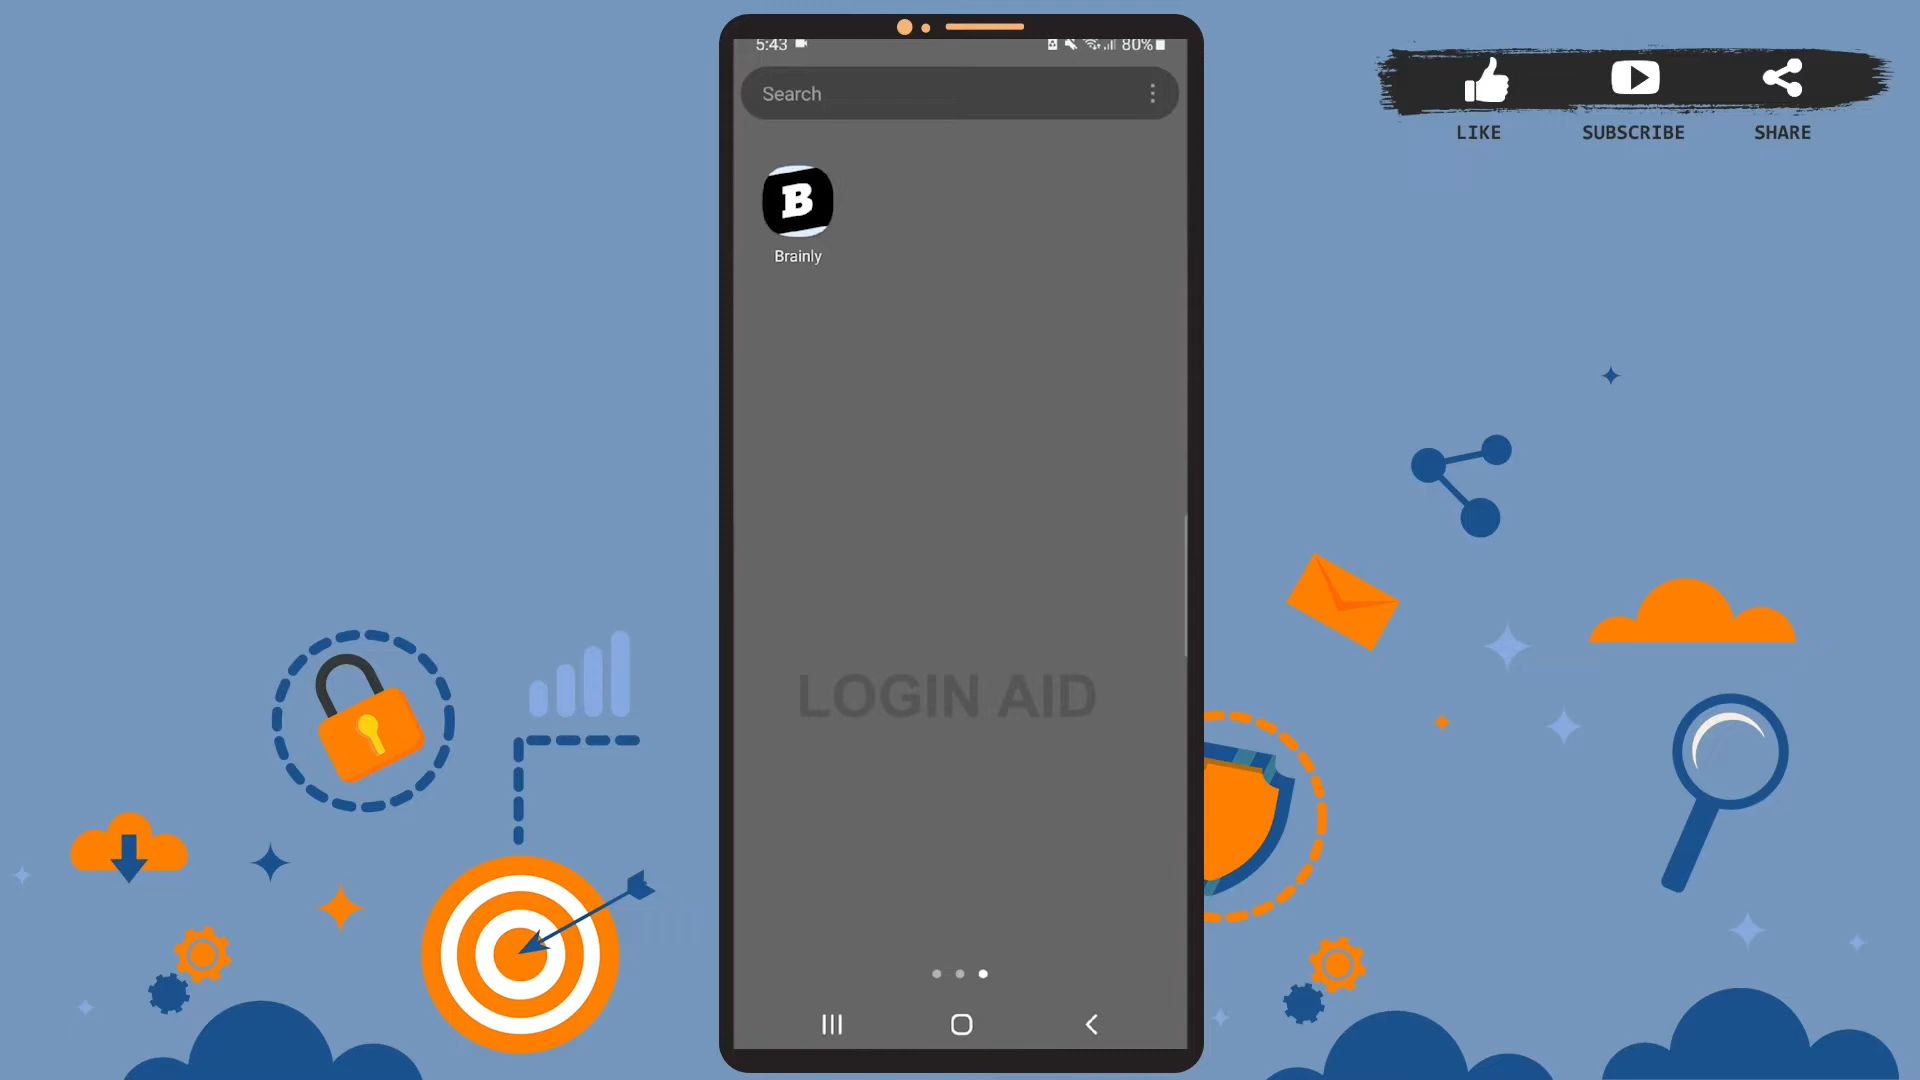 5:43
80%
LIKE
SUBSCRIBE
SHARE
Search
B
Brainly
LOGIN AID